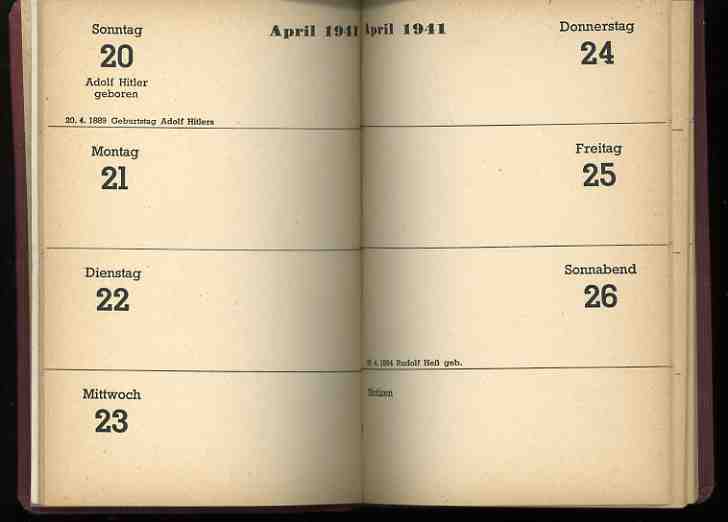 Sonntag
20
Adolf Hitler
geboren
20. 4. 1889 Geburtstag Adolf Hitlers
Montag
21
Dienstag
22
Mittwoch
23
April 1941
April 1941
Donnerstag
24
Freitag
25
Sonnabend
26
4. 1894 Rudolf Heß geb.
Notizen